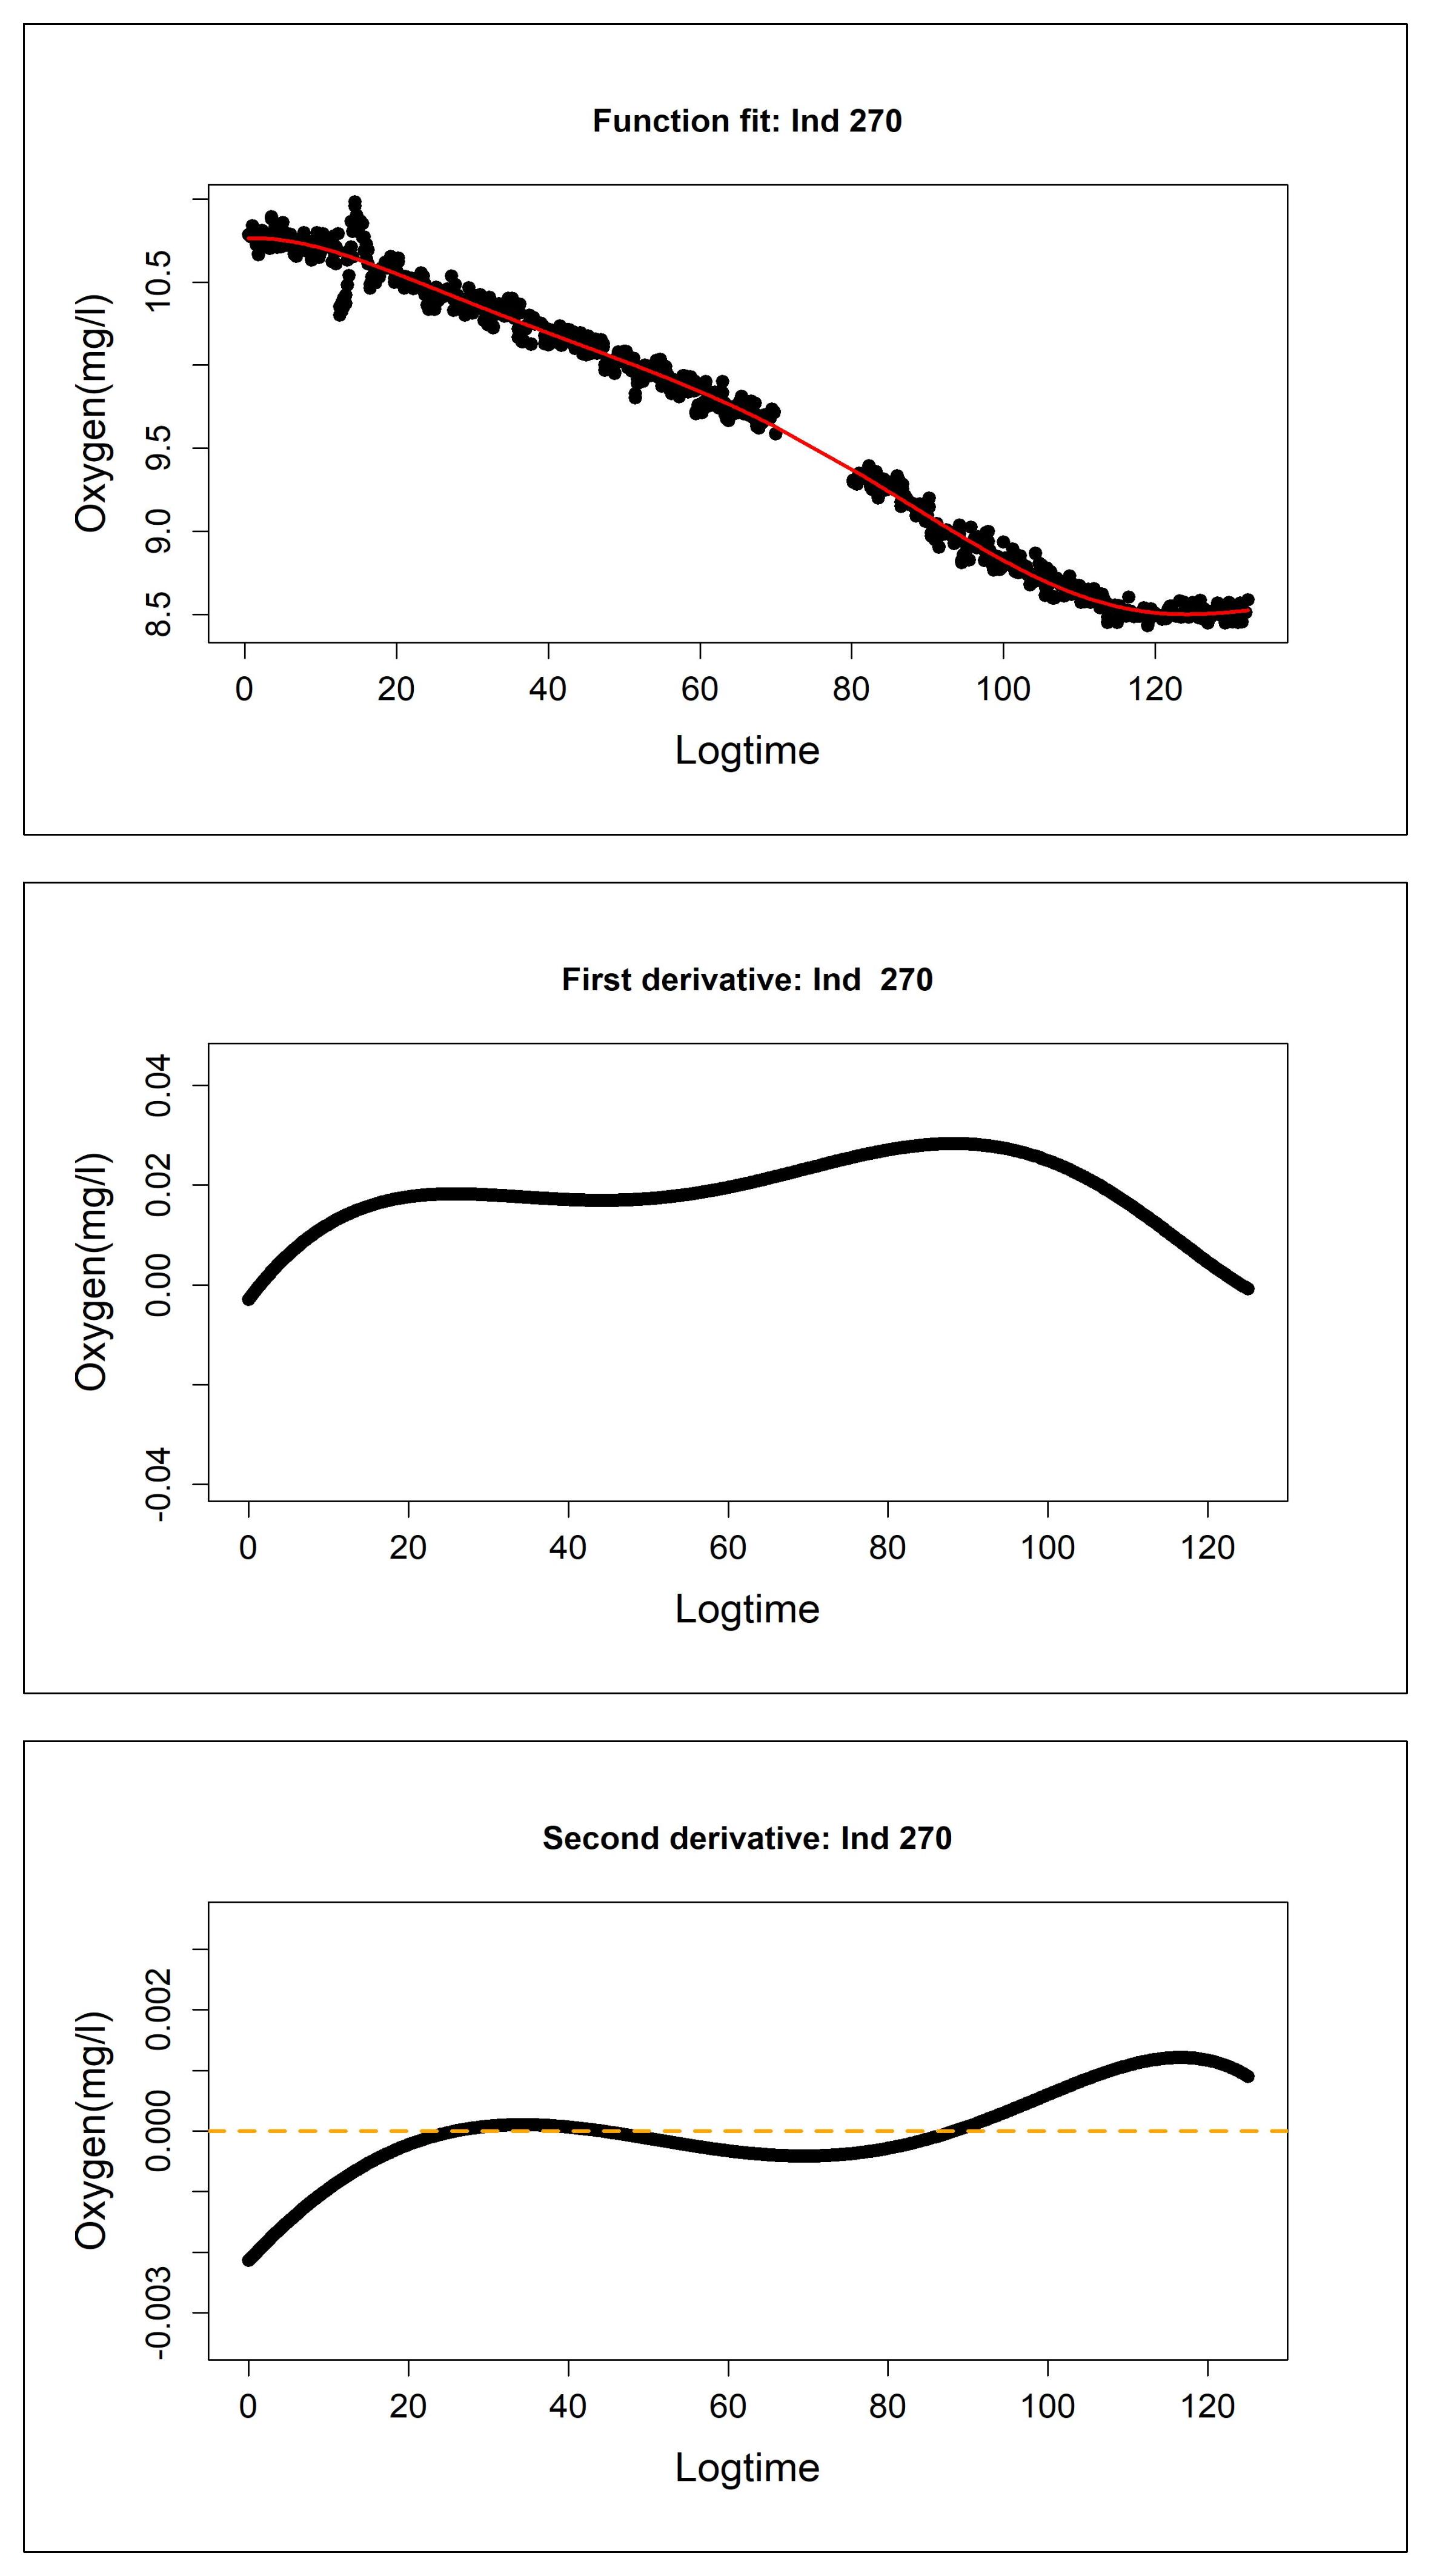 Function fit: Ind 270
Oxygen(mg/l)
10.5
9.5
9.0
8.5
0 20 40 60 80 100 120
Logtime
First derivative: Ind  270
Oxygen(mg/l)
0.04
0.02
0.00
-0.04
0 20 40 60 80 100 120
Logtime
Second derivative: Ind 270
Oxygen(mg/l)
0.002
0.000
-0.003
0 20 40 60 80 100 120
Logtime